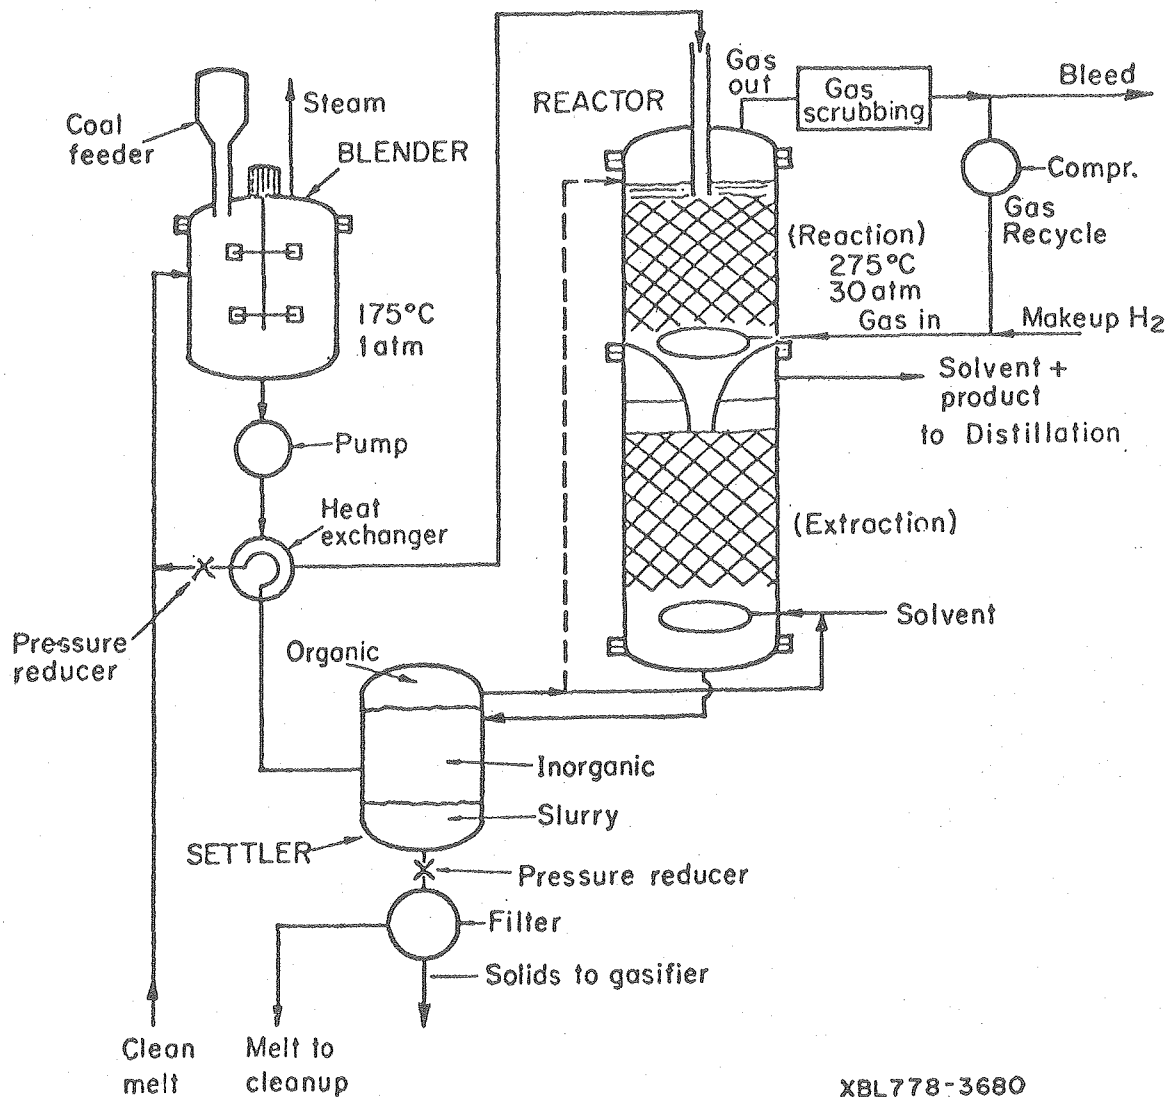 Coal
feeder
Steam
BLENDER
175°C
1 atm
Pump
Heat
exchanger
Pressure
reducer
REACTOR
Gas
out
Gas
scrubbing
Bleed
Compr.
Gas
Recycle
(Reaction)
275°C
30 atm
Gas in
Makeup H2
Solvent +
product
to Distillation
(Extraction)
Solvent
Organic
Inorganic
Slurry
SETTLER
Pressure reducer
Filter
Solids to gasifier
Clean
melt
Melt to
cleanup
XBL778-3680